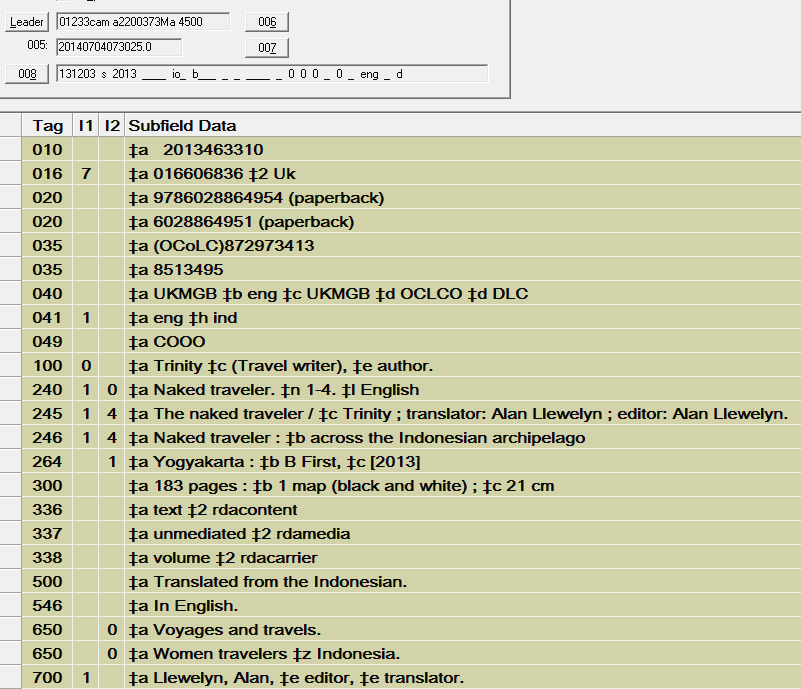 Leader 01233cam a2200373Ma 4500 006
005: 20140704073025.0 007
008 131203 s 2013 ____ io_ b___ _ _ ____ _ 0 0 0 _ 0 _ eng _ d
Tag I1 I2 Subfield Data
010 ‡a 2013463310
016 7 ‡a 016606836 ‡2 Uk
020 ‡a 9786028864954 (paperback)
020 ‡a 6028864951 (paperback)
035 ‡a (OCoLC)872973413
035 ‡a 8513495
040 ‡a UKMGB ‡b eng ‡c UKMGB ‡d OCLCO ‡d DLC
041 1 ‡a eng ‡h ind
049 ‡a COOO
100 0 ‡a Trinity ‡c (Travel writer), ‡e author.
240 1 0 ‡a Naked traveler. ‡n 1-4. ‡l English
245 1 4 ‡a The naked traveler / ‡c Trinity ; translator: Alan Llewelyn ; editor: Alan Llewelyn.
246 1 4 ‡a Naked traveler : ‡b across the Indonesian archipelago
264 1 ‡a Yogyakarta : ‡b B First, ‡c [2013]
300 ‡a 183 pages : ‡b 1 map (black and white) ; ‡c 21 cm
336 ‡a text ‡2 rdacontent
337 ‡a unmediated ‡2 rdamedia
338 ‡a volume ‡2 rdacarrier
500 ‡a Translated from the Indonesian.
546 ‡a In English.
650 0 ‡a Voyages and travels.
650 0 ‡a Women travelers ‡z Indonesia.
700 1 ‡a Llewelyn, Alan, ‡e editor, ‡e translator.